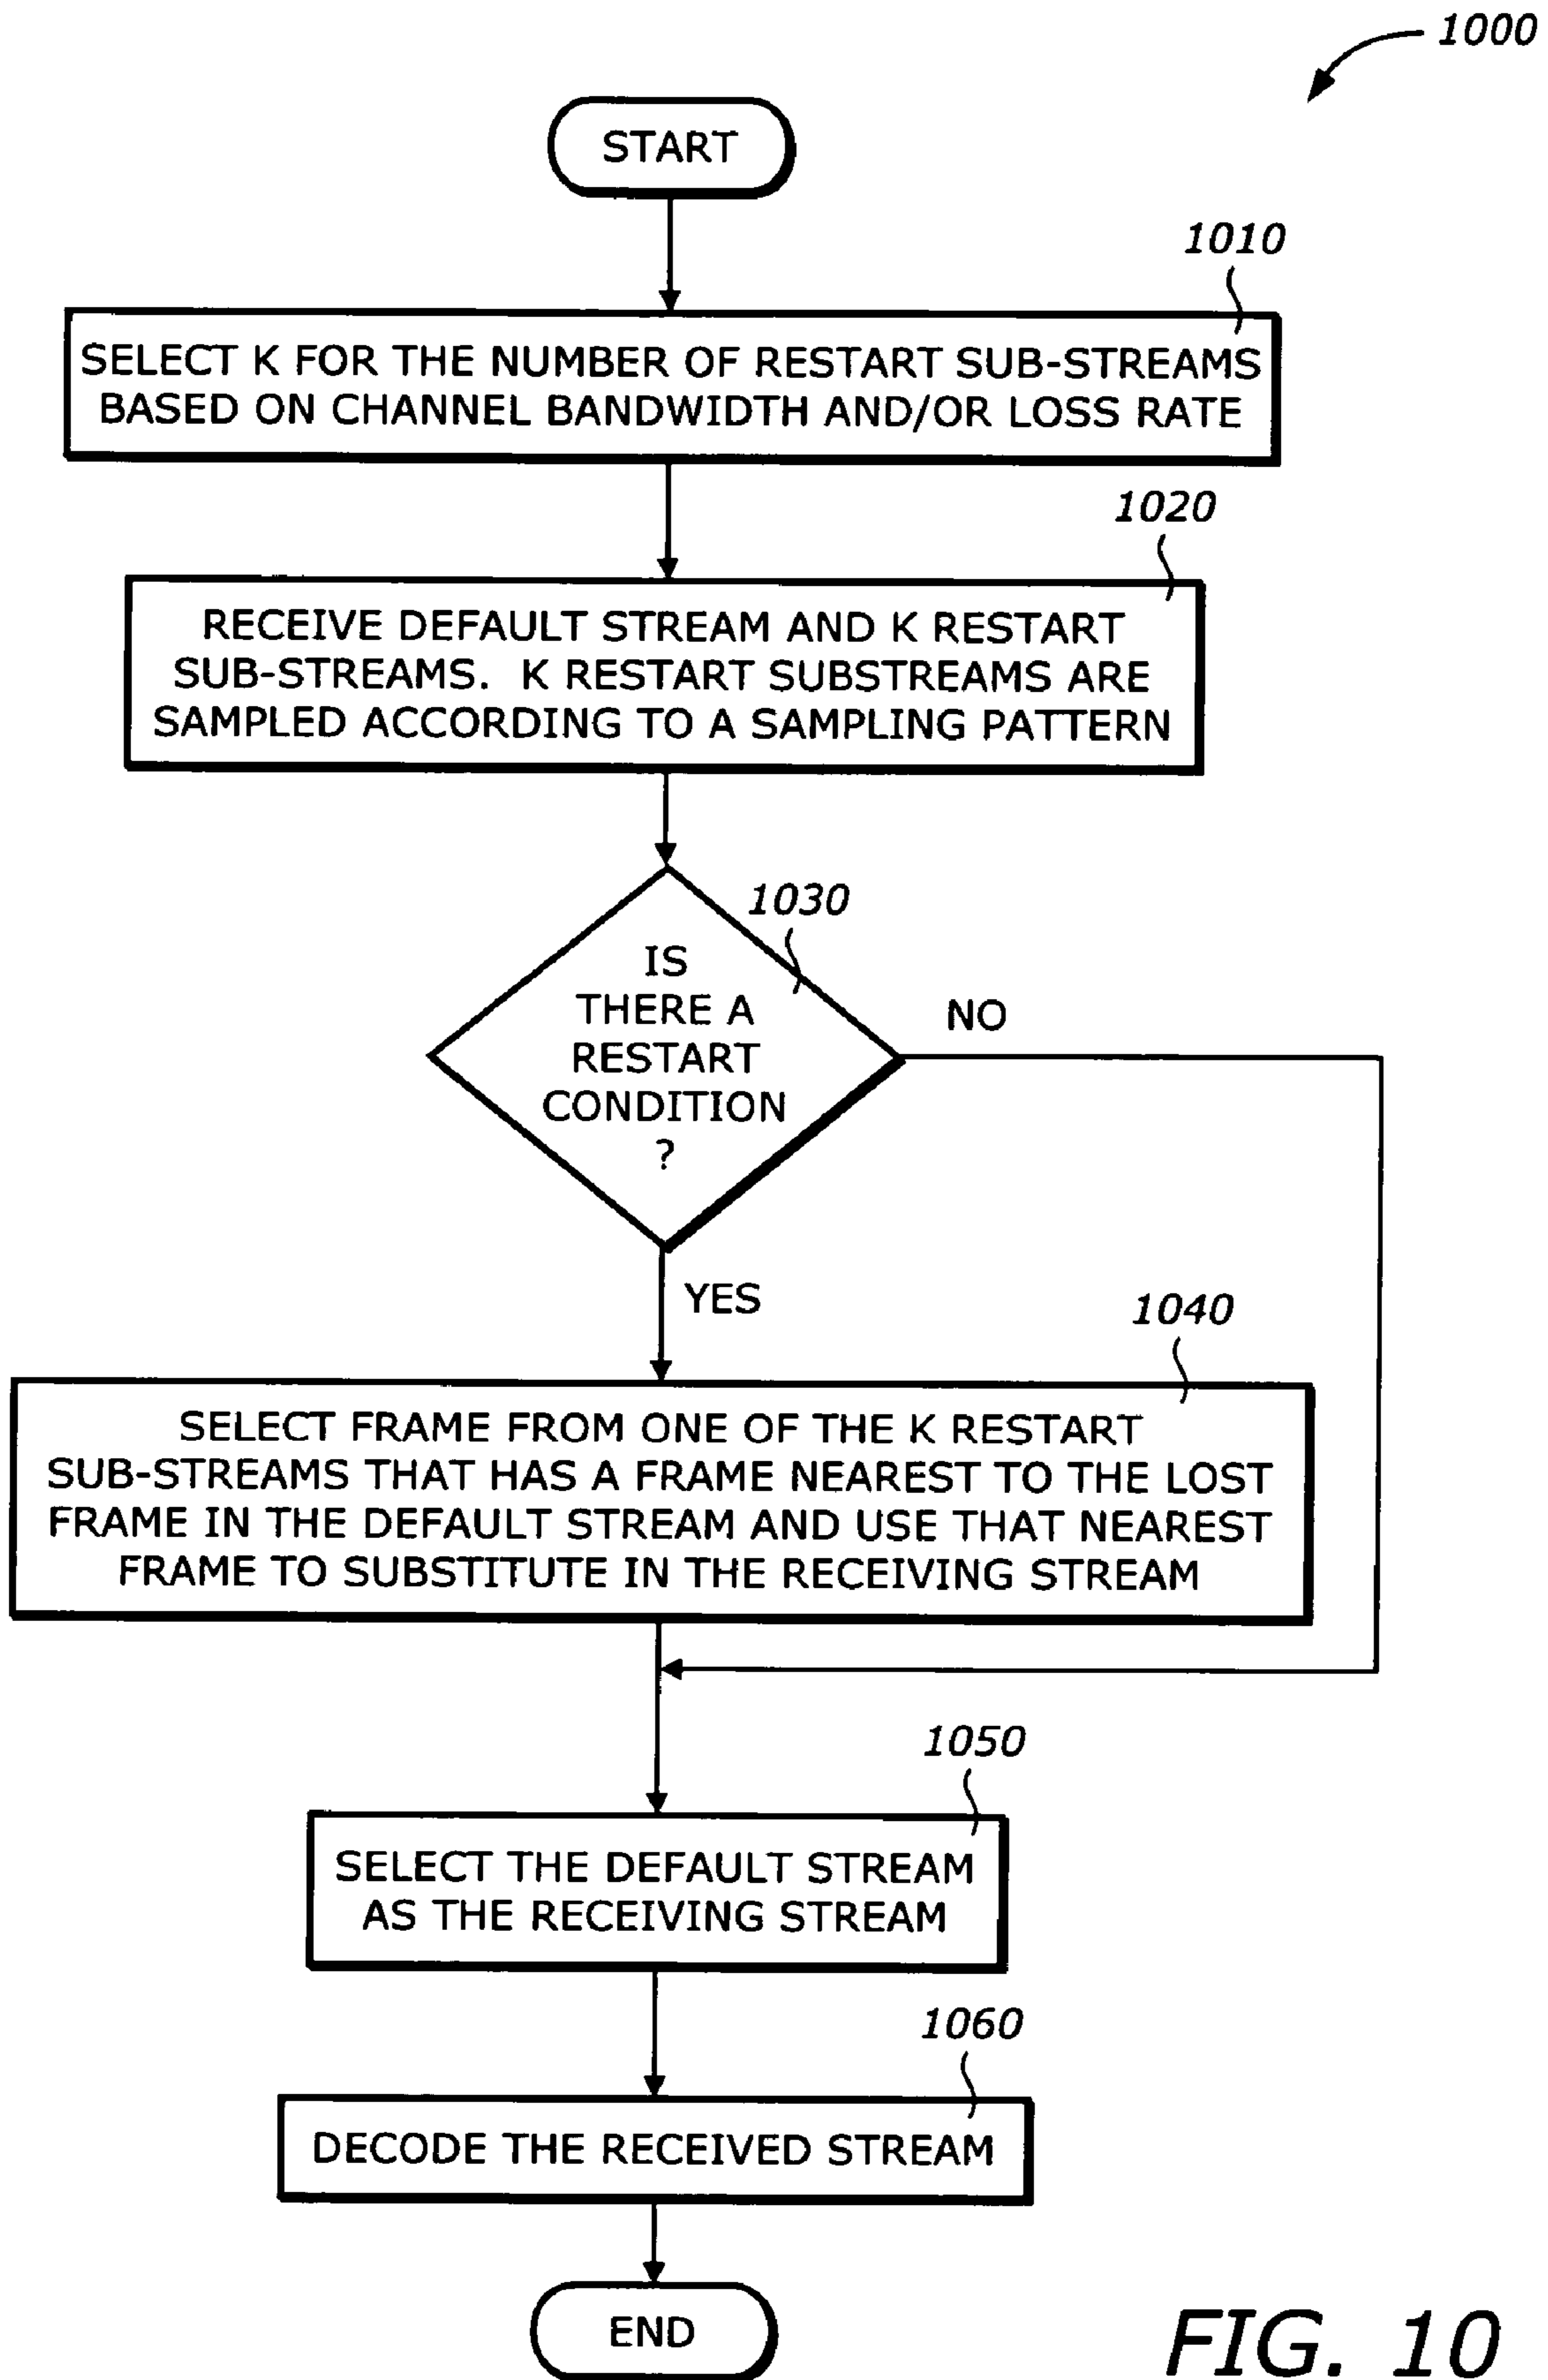 1000
START
1010
SELECT K FOR THE NUMBER OF RESTART SUB-STREAMS
BASED ON CHANNEL BANDWIDTH AND/OR LOSS RATE
1020
RECEIVE DEFAULT STREAM AND K RESTART
SUB-STREAMS. K RESTART SUBSTREAMS ARE
SAMPLED ACCORDING TO A SAMPLING PATTERN
1030
IS
THERE A
RESTART
CONDITION
?
NO
YES
1040
SELECT FRAME FROM ONE OF THE K RESTART
SUB-STREAMS THAT HAS A FRAME NEAREST TO THE LOST
FRAME IN THE DEFAULT STREAM AND USE THAT NEAREST
FRAME TO SUBSTITUTE IN THE RECEIVING STREAM
1050
SELECT THE DEFAULT STREAM
AS THE RECEIVING STREAM
1060
DECODE THE RECEIVED STREAM
END
FIG. 10